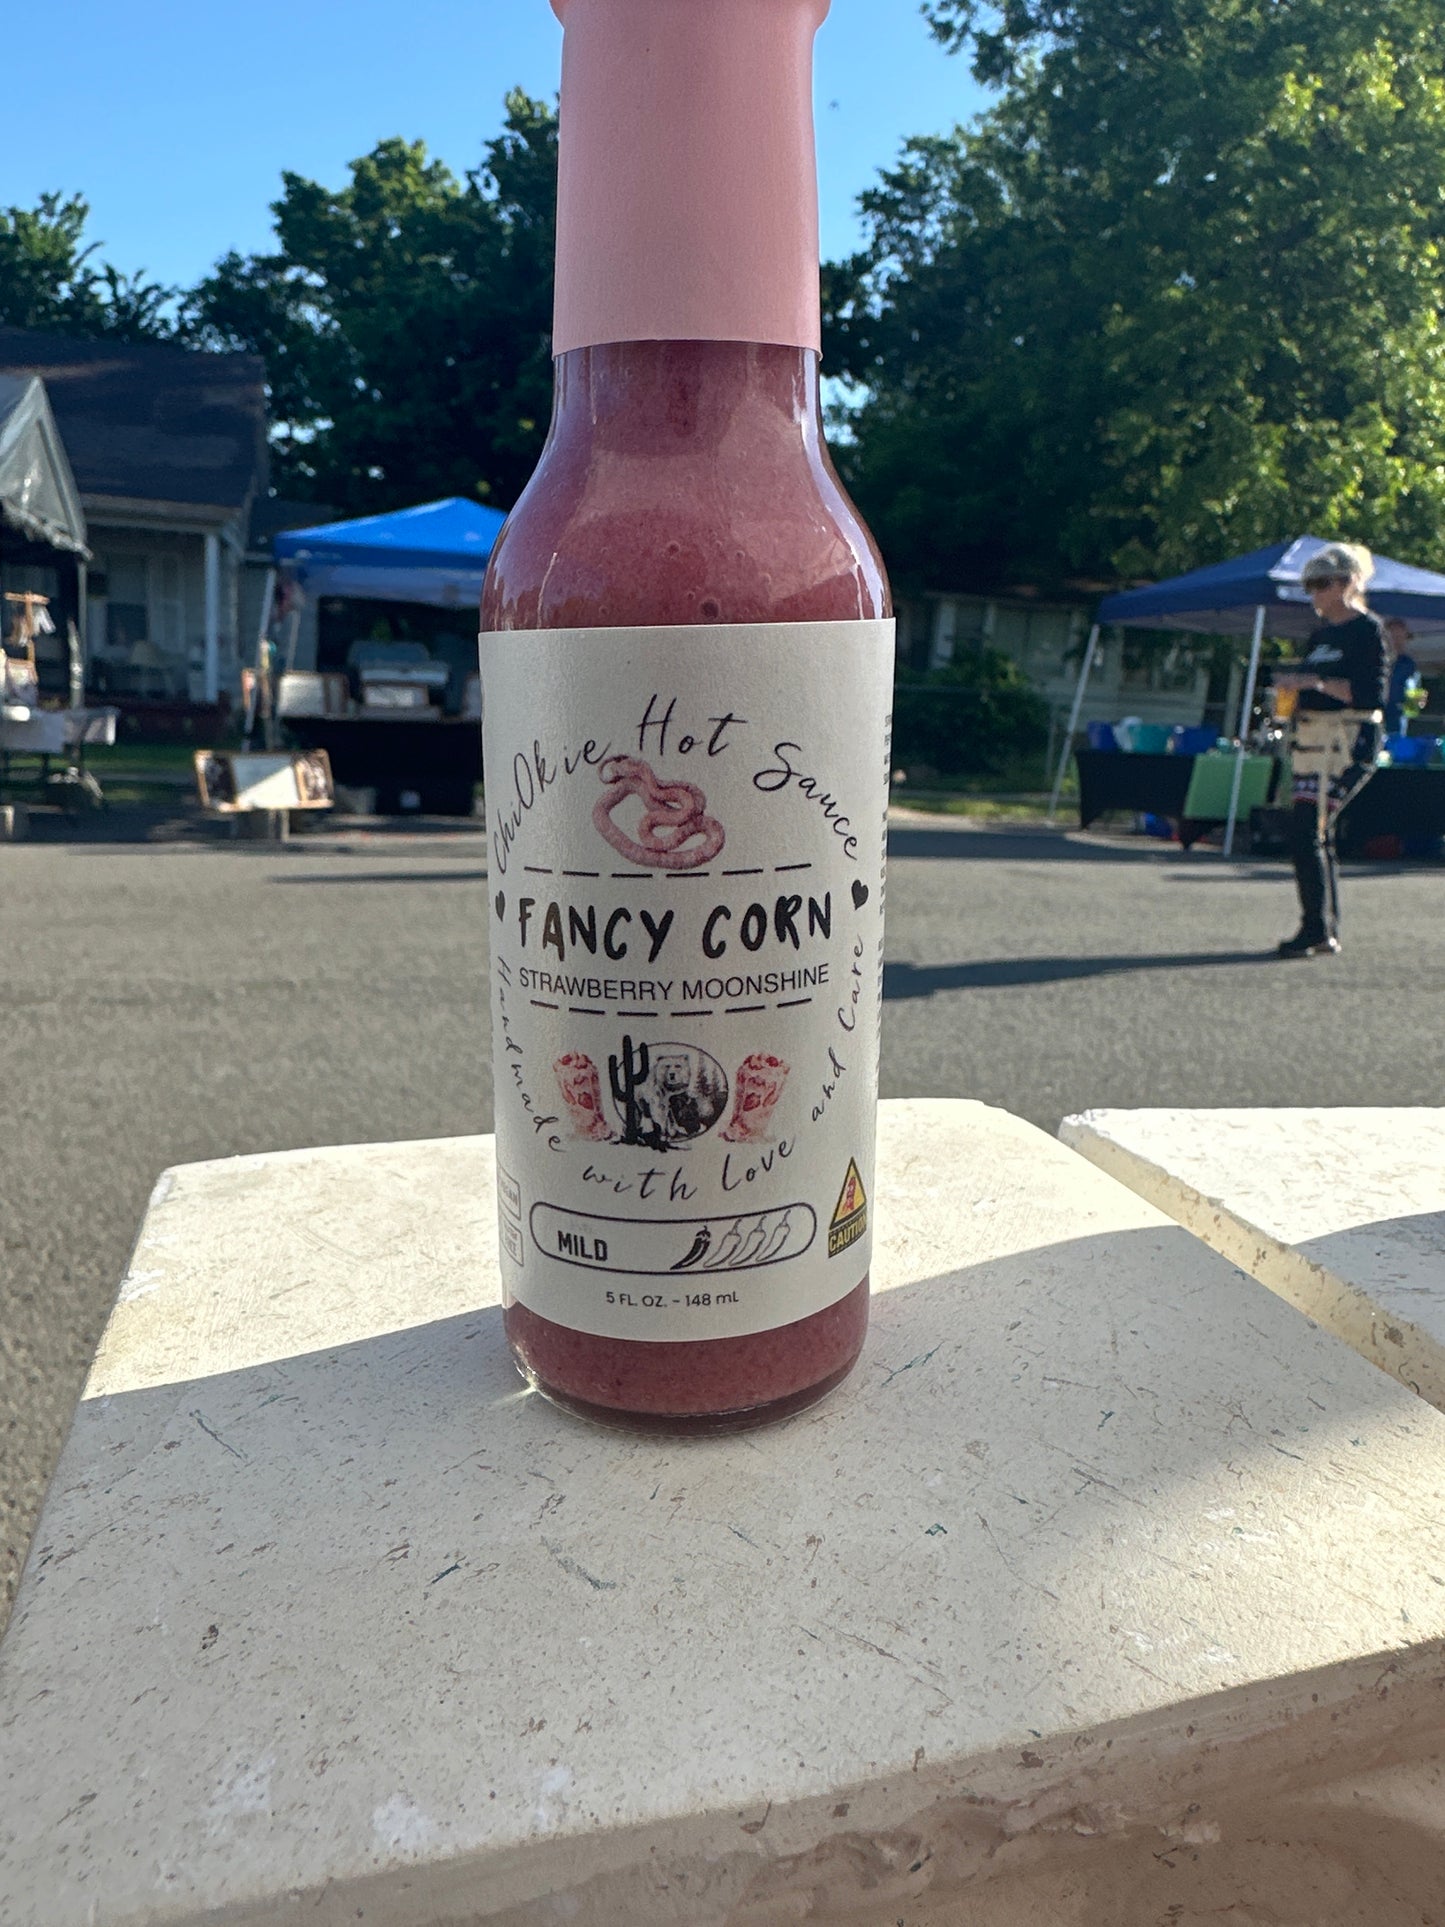 ChiOkie Hot Sauce
FANCY CORN
STRAWBERRY MOONSHINE
Handmade with Love and Care
MILD
CAUTION
5 FL. OZ. - 148 mL